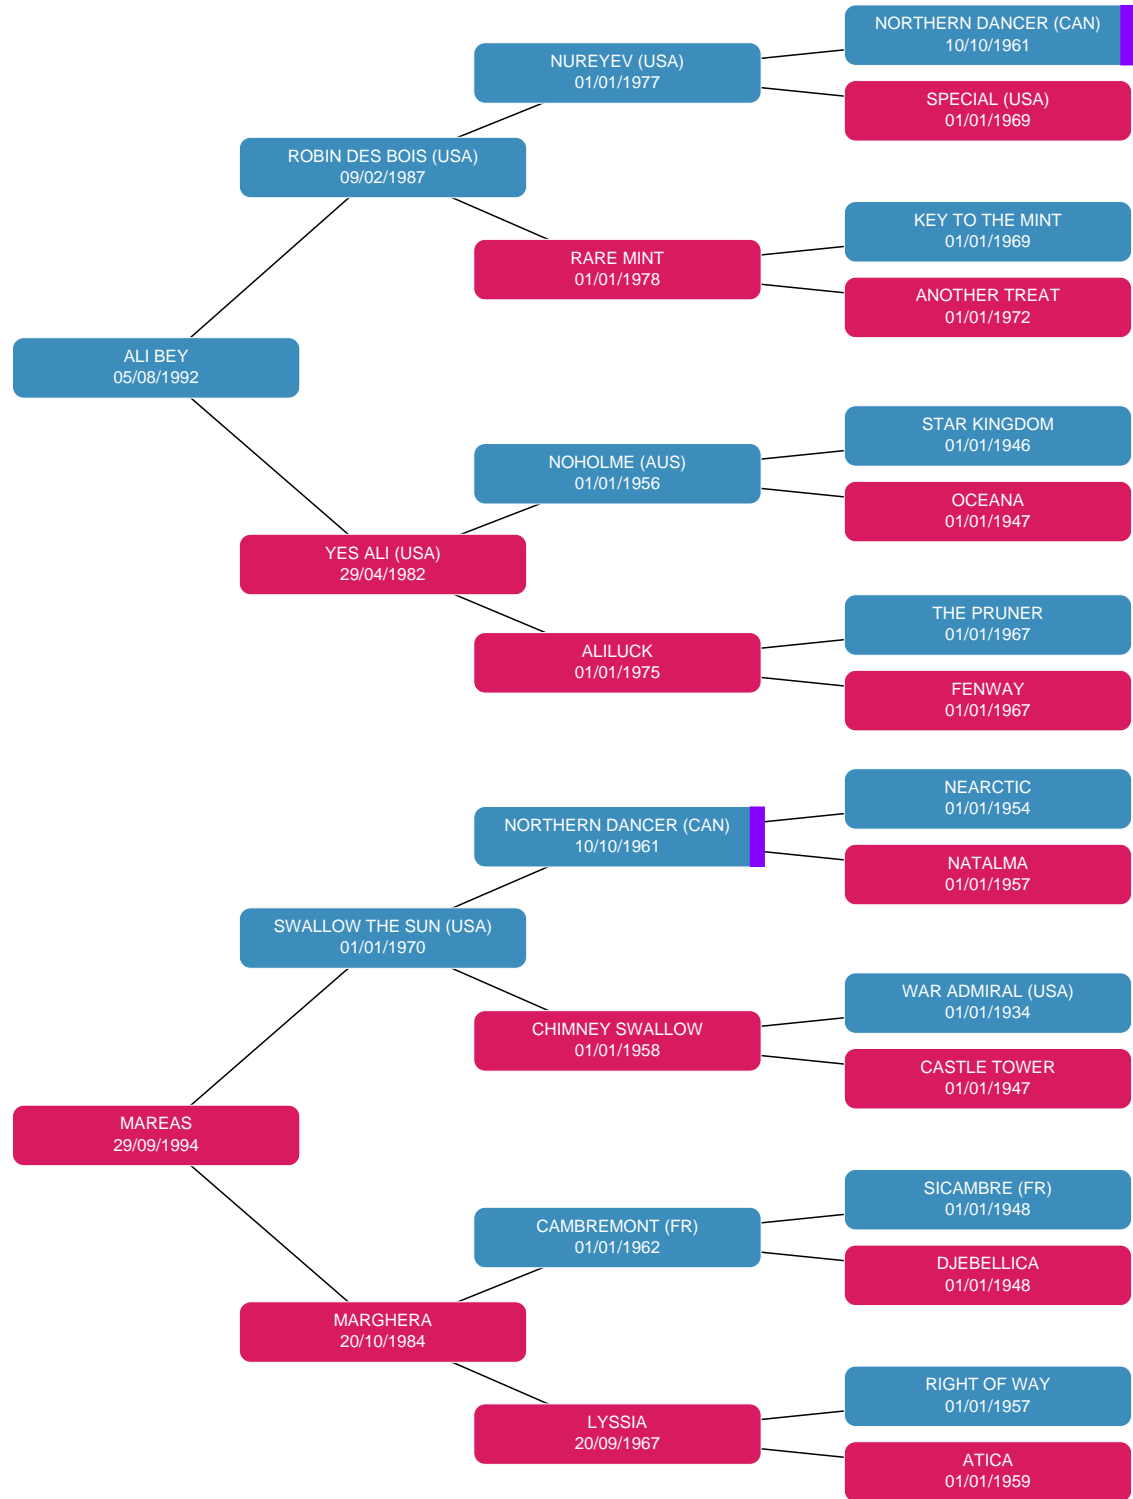 NORTHERN DANCER (CAN)
10/10/1961
NUREYEV (USA)
01/01/1977
SPECIAL (USA)
01/01/1969
ROBIN DES BOIS (USA)
09/02/1987
KEY TO THE MINT
01/01/1969
RARE MINT
01/01/1978
ANOTHER TREAT
01/01/1972
ALI BEY
05/08/1992
STAR KINGDOM
01/01/1946
NOHOLME (AUS)
01/01/1956
OCEANA
01/01/1947
YES ALI (USA)
29/04/1982
THE PRUNER
01/01/1967
ALILUCK
01/01/1975
FENWAY
01/01/1967
NEARCTIC
01/01/1954
NORTHERN DANCER (CAN)
10/10/1961
NATALMA
01/01/1957
SWALLOW THE SUN (USA)
01/01/1970
WAR ADMIRAL (USA)
01/01/1934
CHIMNEY SWALLOW
01/01/1958
CASTLE TOWER
01/01/1947
MAREAS
29/09/1994
SICAMBRE (FR)
01/01/1948
CAMBREMONT (FR)
01/01/1962
DJEBELLICA
01/01/1948
MARGHERA
20/10/1984
RIGHT OF WAY
01/01/1957
LYSSIA
20/09/1967
ATICA
01/01/1959